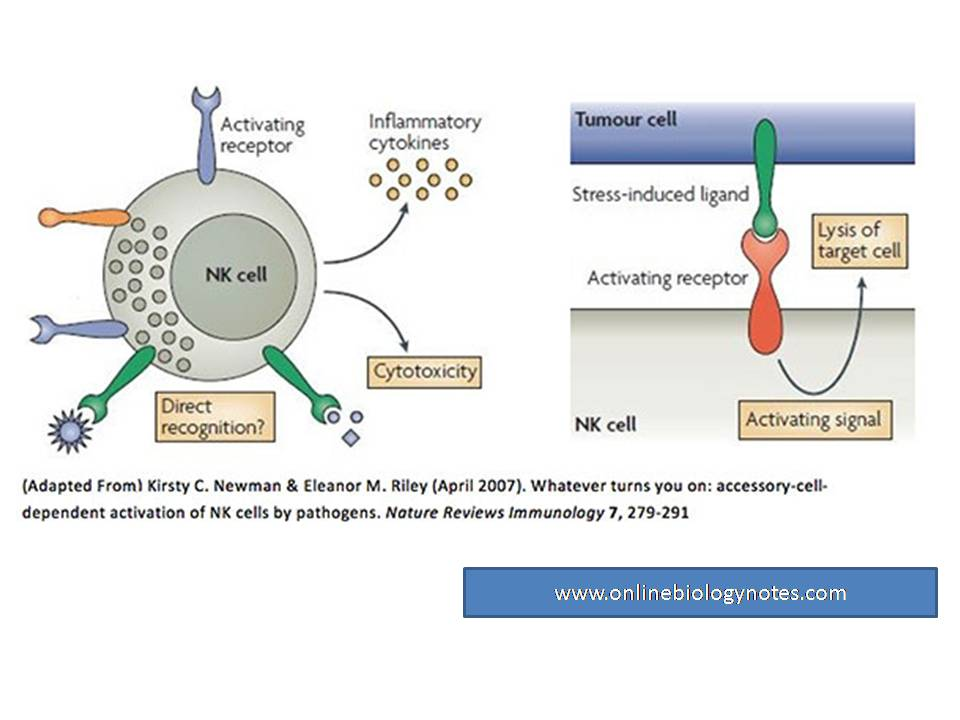 Activating
receptor
Inflammatory
cytokines
NK cell
Cytotoxicity
Direct
recognition?
Tumour cell
Stress-induced ligand
Lysis of
target cell
Activating receptor
Activating signal
NK cell
(Adapted From) Kirsty C. Newman & Eleanor M. Riley (April 2007). Whatever turns you on: accessory-cell-
dependent activation of NK cells by pathogens. Nature Reviews Immunology 7, 279-291
www.onlinebiologynotes.com